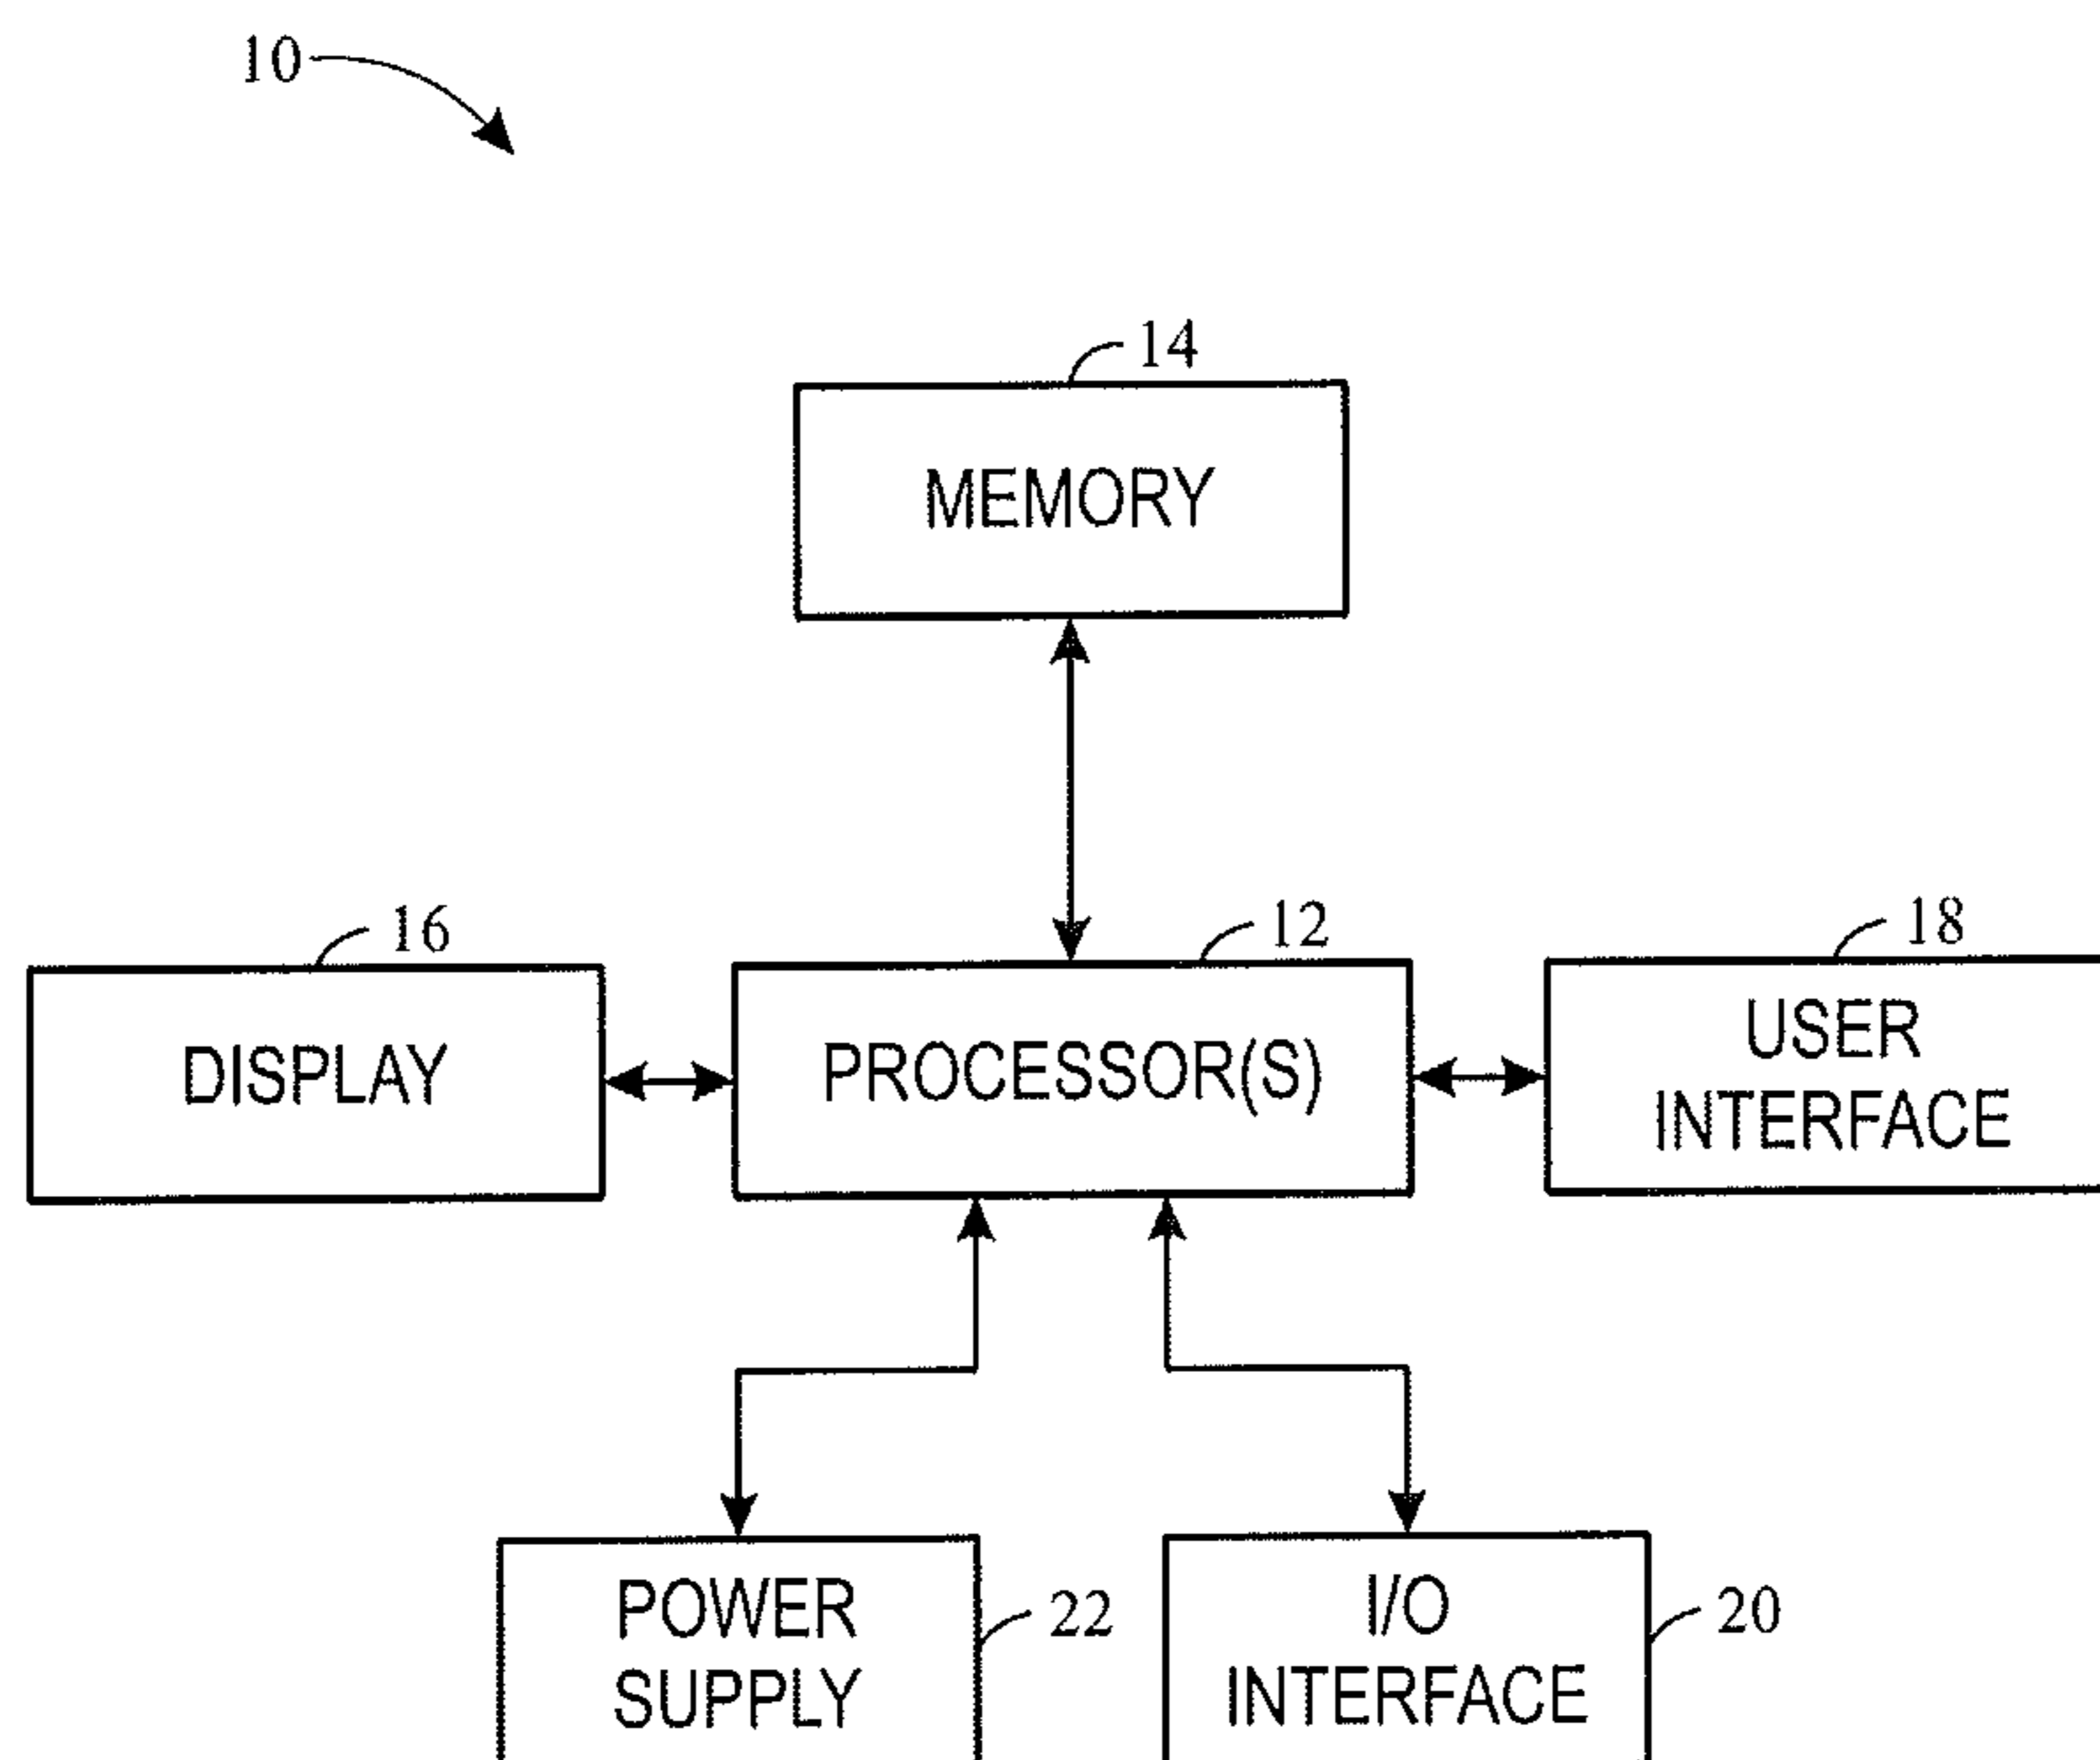 10
14
MEMORY
16
12
18
DISPLAY
PROCESSOR(S)
USER
INTERFACE
POWER
SUPPLY
22
I/O
INTERFACE
20